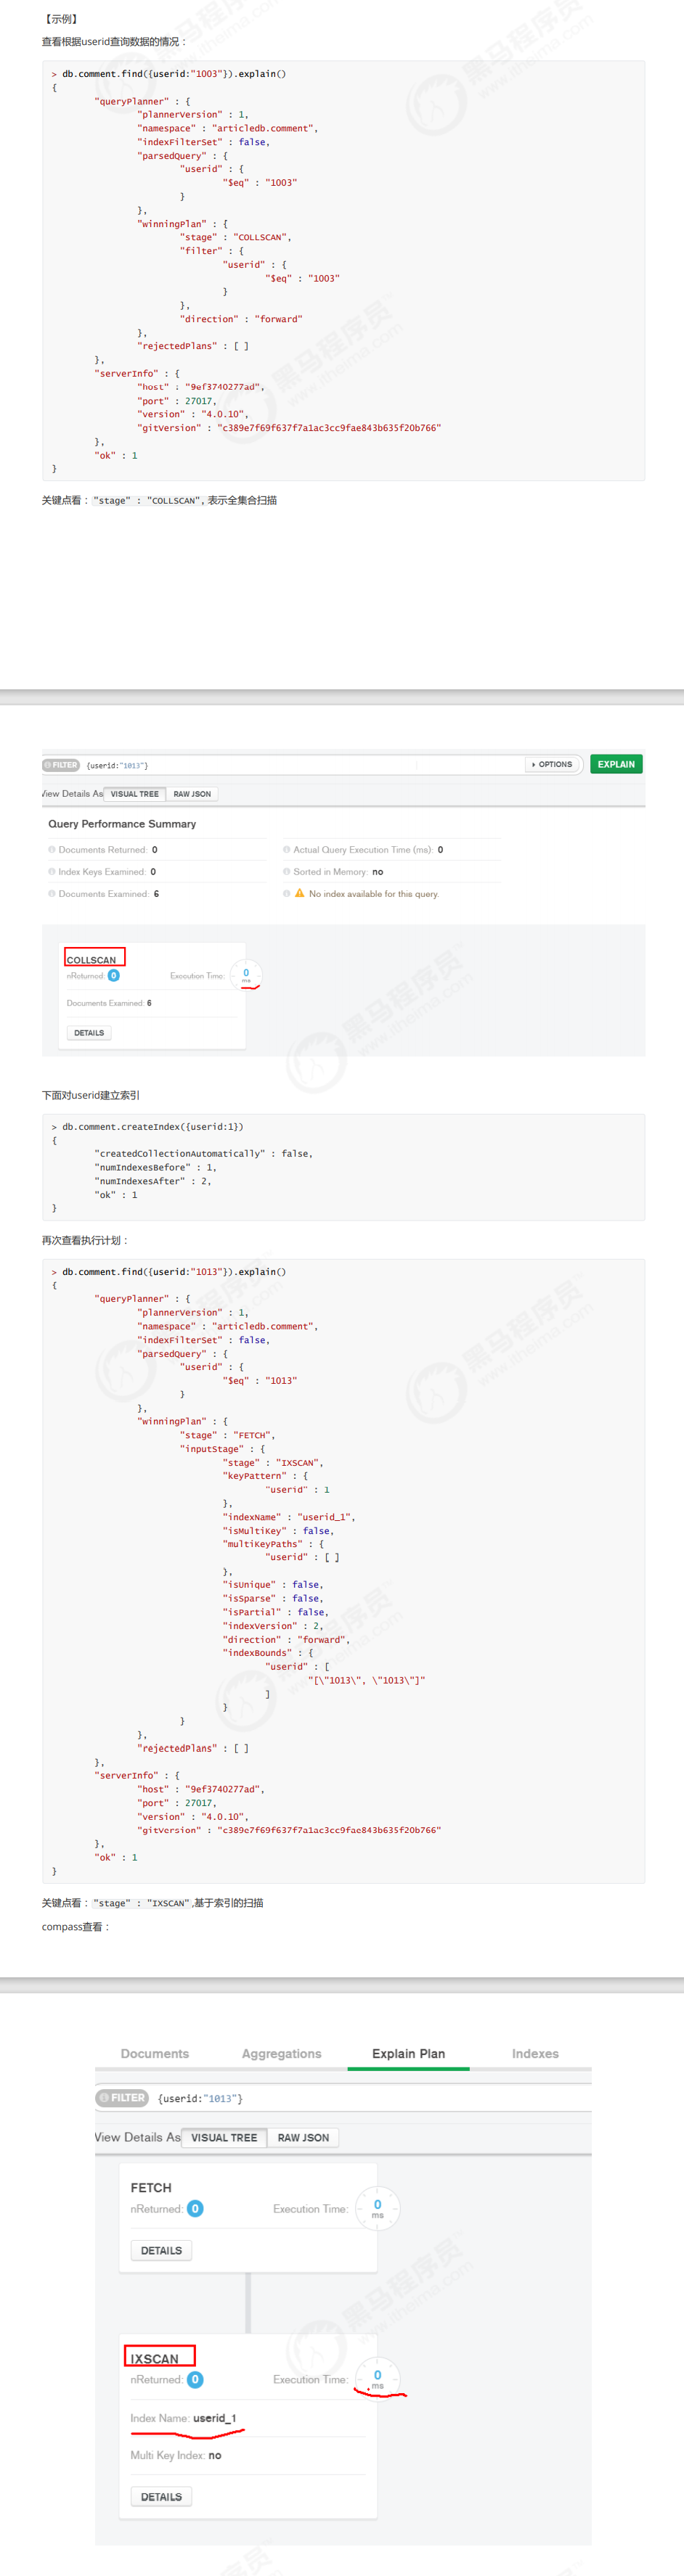 【示例】
查看根据userid查询数据的情况：
> db.comment.find({userid:"1003"}).explain()
{
"queryPlanner" : {
"plannerVersion" : 1,
"namespace" : "articledb.comment",
"indexFilterSet" : false,
"parsedQuery" : {
"userid" : {
"$eq" : "1003"
}
},
"winningPlan" : {
"stage" : "COLLSCAN",
"filter" : {
"userid" : {
"$eq" : "1003"
}
},
"direction" : "forward"
},
"rejectedPlans" : [ ]
},
"serverInfo" : {
"host" : "9ef3740277ad",
"port" : 27017,
"version" : "4.0.10",
"gitVersion" : "c389e7f69f637f7a1ac3cc9fae843b635f20b766"
},
"ok" : 1
}
关键点看："stage" : "COLLSCAN", 表示全集合扫描
FILTER {userid:"1013"} OPTIONS EXPLAIN
View Details As VISUAL TREE RAW JSON
Query Performance Summary
Documents Returned: 0 Actual Query Execution Time (ms): 0
Index Keys Examined: 0 Sorted in Memory: no
Documents Examined: 6 No index available for this query.
COLLSCAN
nReturned: 0 Execution Time: 0 ms
Documents Examined: 6
DETAILS
下面对userid建立索引
> db.comment.createIndex({userid:1})
{
"createdCollectionAutomatically" : false,
"numIndexesBefore" : 1,
"numIndexesAfter" : 2,
"ok" : 1
}
再次查看执行计划：
> db.comment.find({userid:"1013"}).explain()
{
"queryPlanner" : {
"plannerVersion" : 1,
"namespace" : "articledb.comment",
"indexFilterSet" : false,
"parsedQuery" : {
"userid" : {
"$eq" : "1013"
}
},
"winningPlan" : {
"stage" : "FETCH",
"inputStage" : {
"stage" : "IXSCAN",
"keyPattern" : {
"userid" : 1
},
"indexName" : "userid_1",
"isMultiKey" : false,
"multiKeyPaths" : {
"userid" : [ ]
},
"isUnique" : false,
"isSparse" : false,
"isPartial" : false,
"indexVersion" : 2,
"direction" : "forward",
"indexBounds" : {
"userid" : [
"[\"1013\", \"1013\"]"
]
}
}
},
"rejectedPlans" : [ ]
},
"serverInfo" : {
"host" : "9ef3740277ad",
"port" : 27017,
"version" : "4.0.10",
"gitVersion" : "c389e7f69f637f7a1ac3cc9fae843b635f20b766"
},
"ok" : 1
}
关键点看："stage" : "IXSCAN" ,基于索引的扫描
compass查看：
Documents Aggregations Explain Plan Indexes
FILTER {userid:"1013"}
View Details As VISUAL TREE RAW JSON
FETCH
nReturned: 0 Execution Time: 0 ms
DETAILS
IXSCAN
nReturned: 0 Execution Time: 0 ms
Index Name: userid_1
Multi Key Index: no
DETAILS
黑马程序员™
www.itheima.com